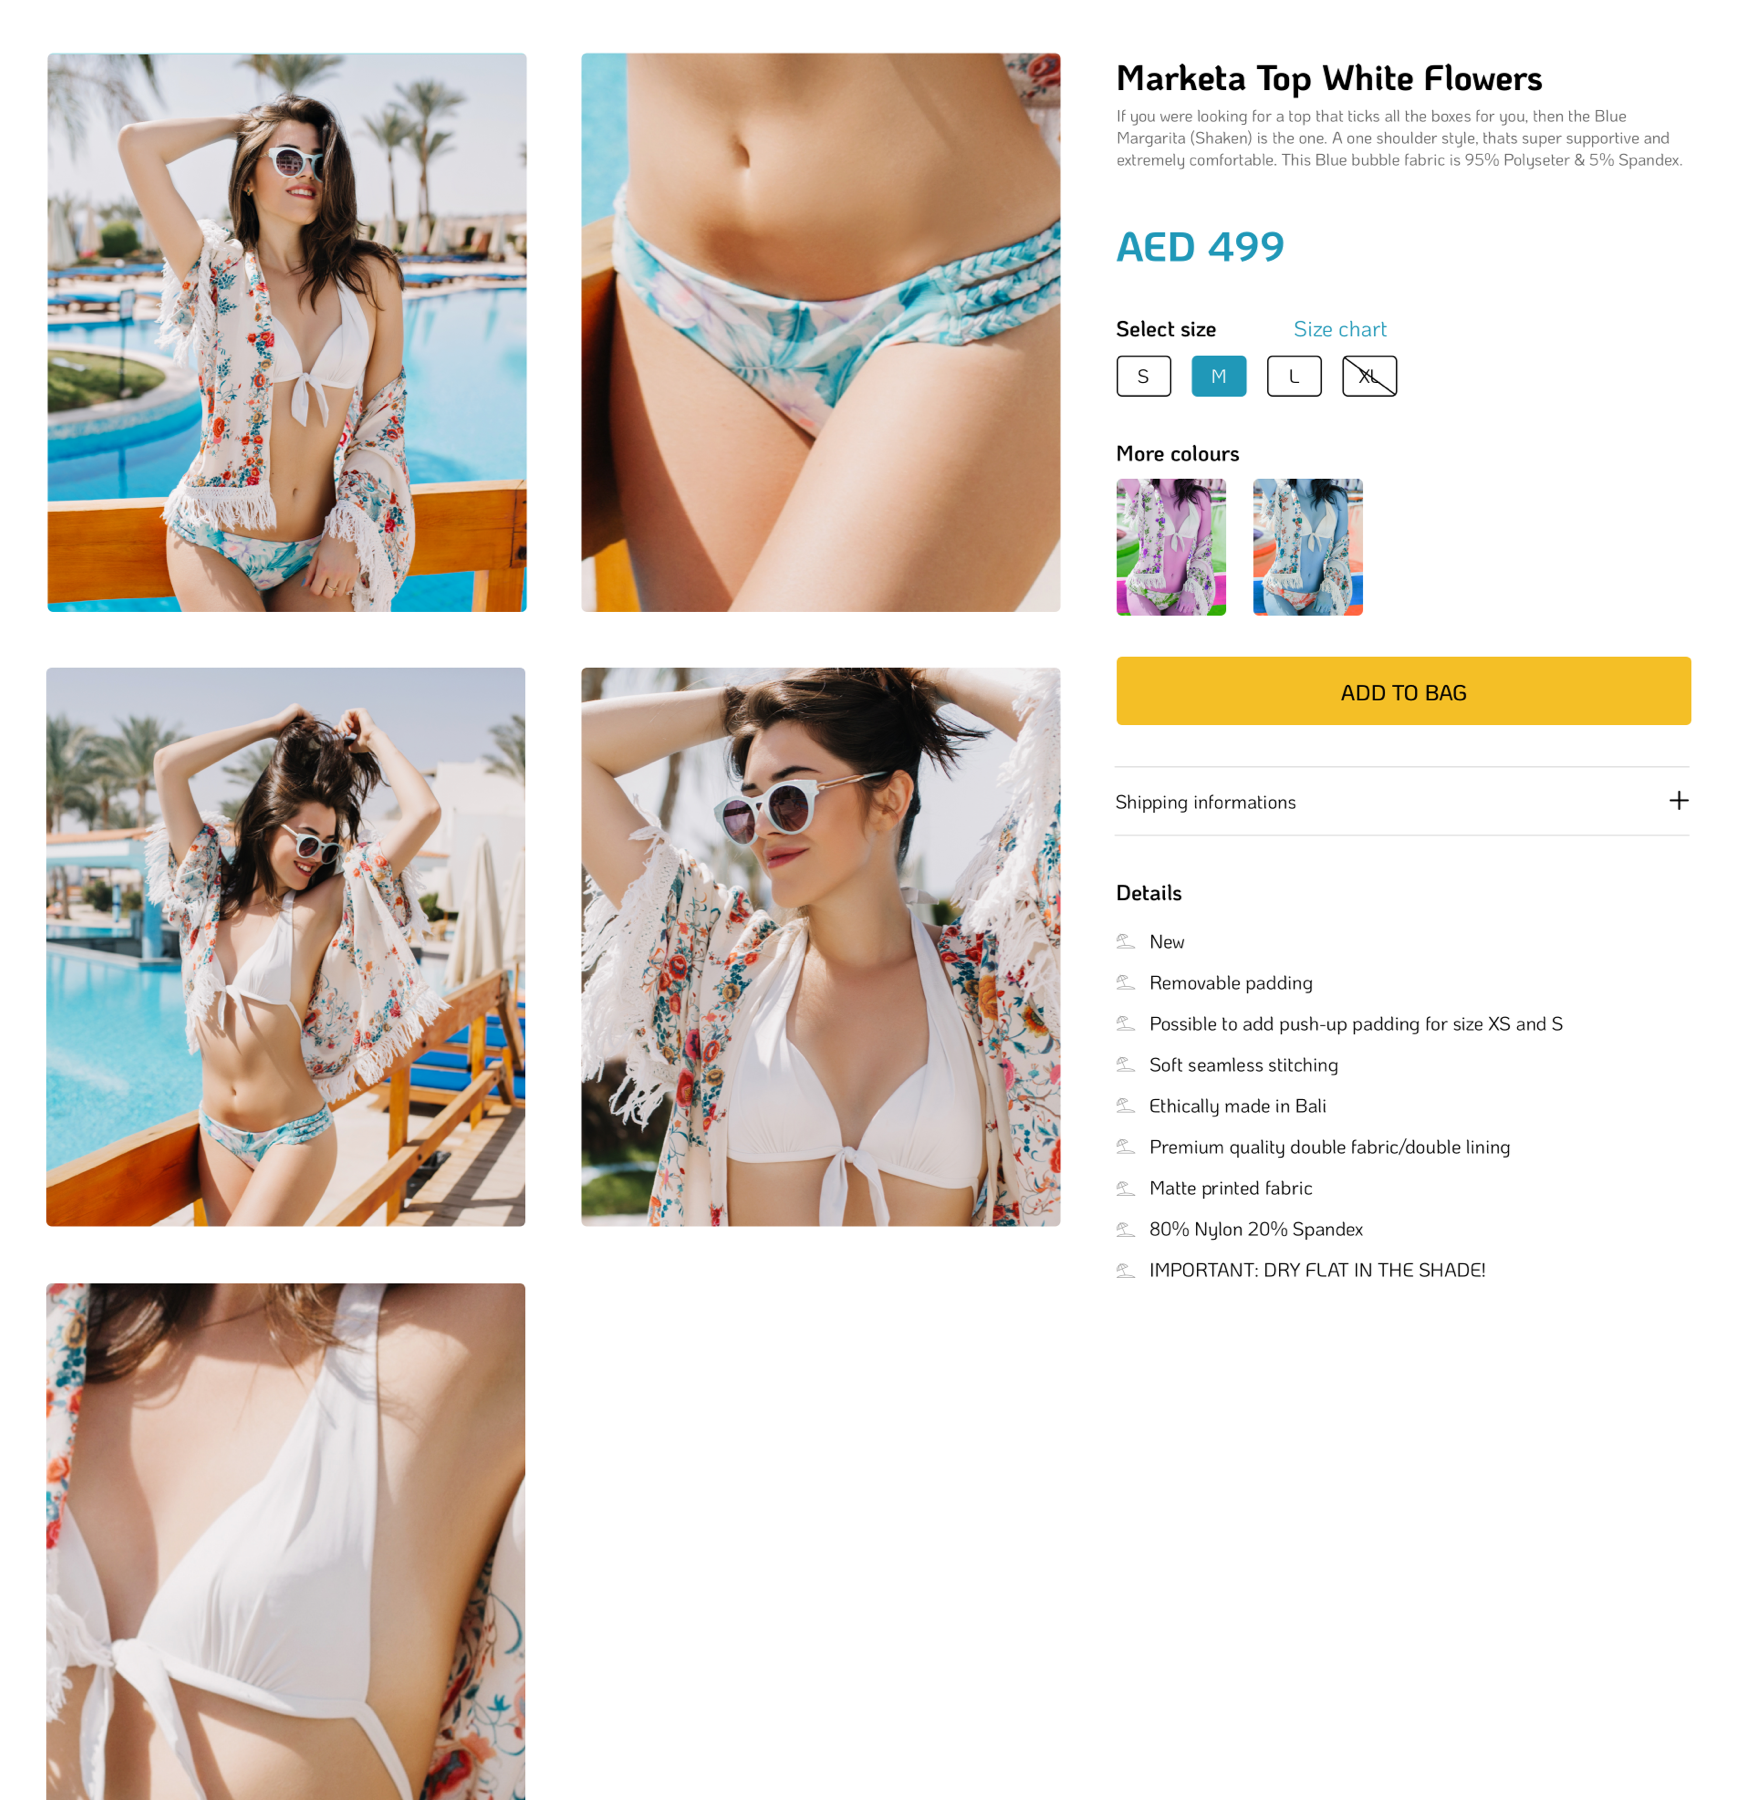 Marketa Top White Flowers
If you were looking for a top that ticks all the boxes for you, then the Blue
Margarita (Shaken) is the one. A one shoulder style, thats super supportive and
extremely comfortable. This Blue bubble fabric is 95% Polyseter & 5% Spandex.
AED 499
Select size Size chart
S M L XL
More colours
ADD TO BAG
Shipping informations
Details
New
Removable padding
Possible to add push-up padding for size XS and S
Soft seamless stitching
Ethically made in Bali
Premium quality double fabric/double lining
Matte printed fabric
80% Nylon 20% Spandex
IMPORTANT: DRY FLAT IN THE SHADE!